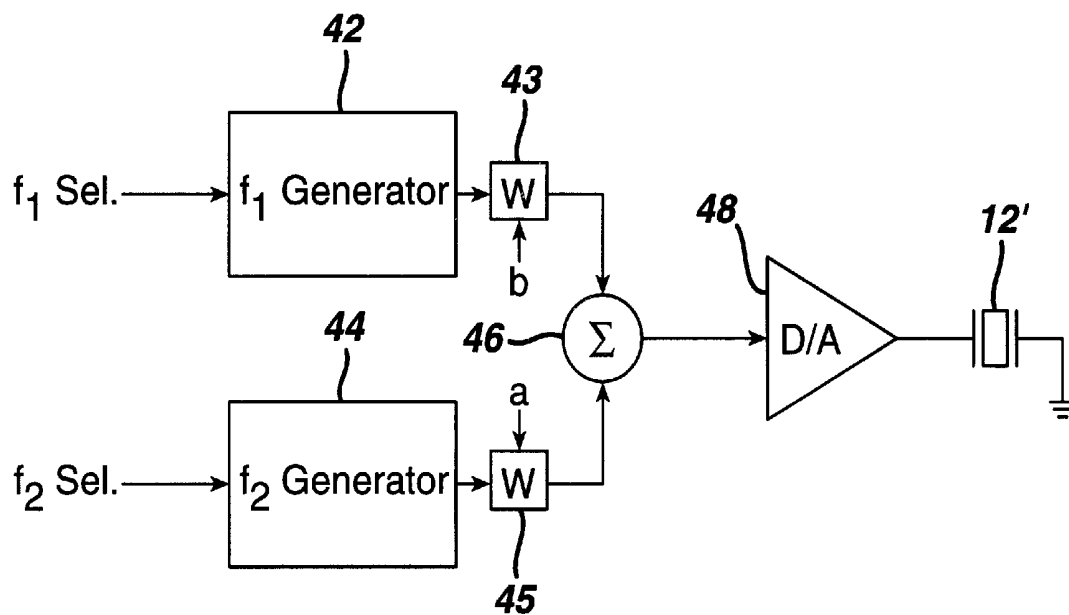 42
43
f₁ Sel.
f₁ Generator
W
b
48
12'
46
Σ
D/A
44
a
f₂ Sel.
f₂ Generator
W
45